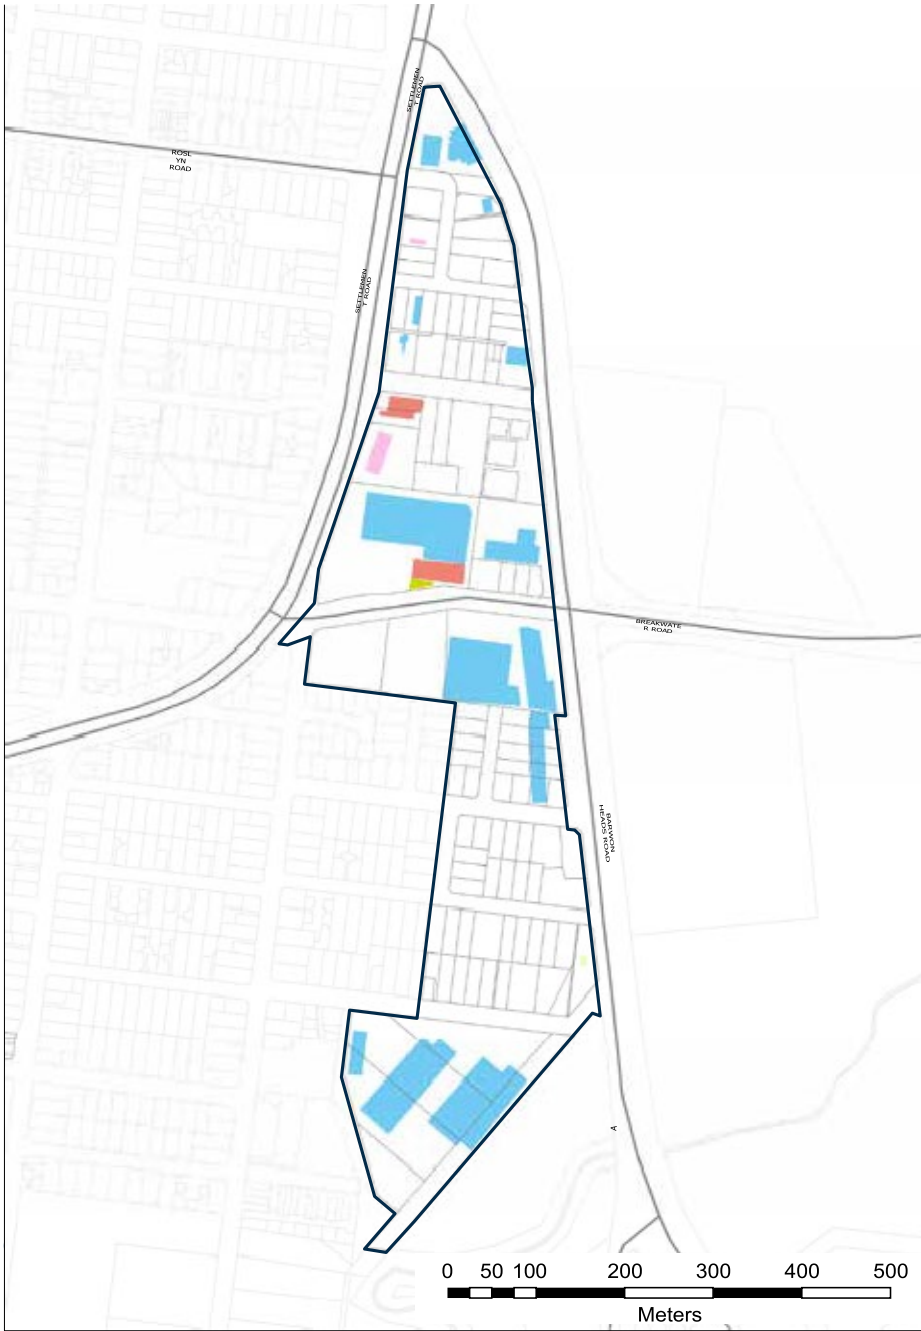 SETTLEMEN
T ROAD
ROSL
YN
ROAD
SETTLEMEN
T ROAD
BREAKWATE
R ROAD
BARWON
HEADS ROAD
A
0 50 100 200 300 400 500
Meters